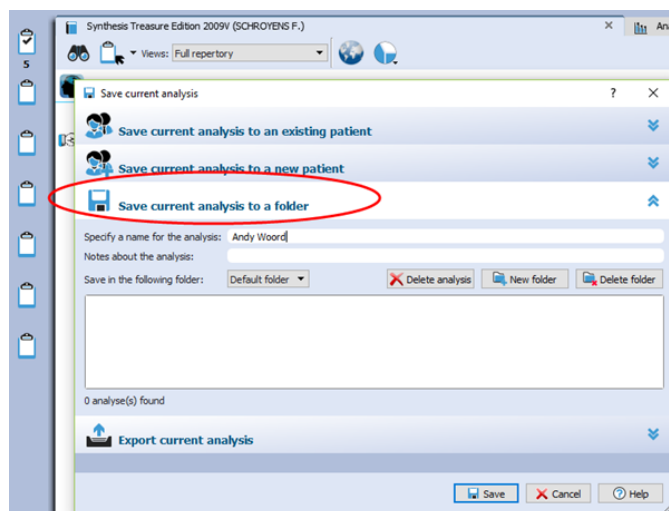 Synthesis Treasure Edition 2009V (SCHROYENS F.)
An
Views: Full repertory
5
Save current analysis
Save current analysis to an existing patient
Save current analysis to a new patient
Save current analysis to a folder
Specify a name for the analysis: Andy Woord
Notes about the analysis:
Save in the following folder: Default folder Delete analysis New folder Delete folder
0 analyse(s) found
Export current analysis
Save Cancel Help